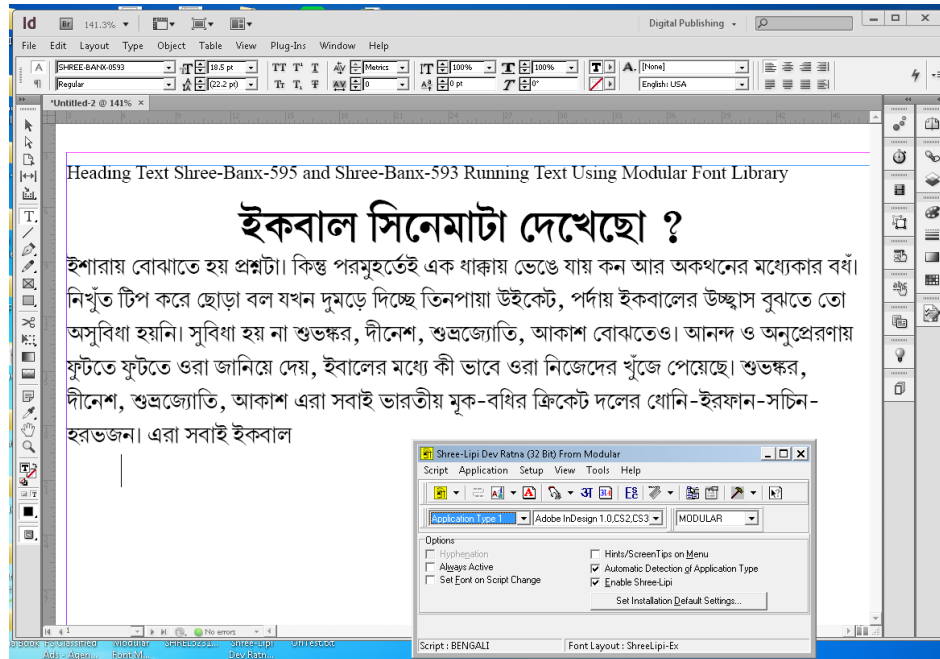 Id Br 141.3% Digital Publishing
File Edit Layout Type Object Table View Plug-Ins Window Help
SHREE-BANX-0593 18.5 pt Metrics 100% 100% [None]
Regular (22.2 pt) 0 0 pt 0° English: USA
*Untitled-2 @ 141% ×
Heading Text Shree-Banx-595 and Shree-Banx-593 Running Text Using Modular Font Library
ইকবাল সিনেমাটা দেখেছো ?
ইশারায় বোঝাতে হয় প্রশ্নটা। কিন্তু পরমুহূর্তেই এক ধাক্কায় ভেঙে যায় কন আর অকথনের মধ্যেকার বধাঁ।
নিখুঁত টিপ করে ছোড়া বল যখন দুমড়ে দিচ্ছে তিনপায়া উইকেট, পর্দায় ইকবালের উচ্ছ্বাস বুঝতে তো
অসুবিধা হয়নি। সুবিধা হয় না শুভঙ্কর, দীনেশ, শুভ্রজ্যোতি, আকাশ বোঝতেও। আনন্দ ও অনুপ্রেরণায়
ফুটতে ফুটতে ওরা জানিয়ে দেয়, ইবালের মধ্যে কী ভাবে ওরা নিজেদের খুঁজে পেয়েছে। শুভঙ্কর,
দীনেশ, শুভ্রজ্যোতি, আকাশ এরা সবাই ভারতীয় মূক-বধির ক্রিকেট দলের ধোনি-ইরফান-সচিন-
হরভজন। এরা সবাই ইকবাল
Shree-Lipi Dev Ratna (32 Bit) From Modular
Script Application Setup View Tools Help
Application Type 1 Adobe InDesign 1.0,CS2,CS3 MODULAR
Options
Hyphenation Hints/ScreenTips on Menu
Always Active Automatic Detection of Application Type
Set Font on Script Change Enable Shree-Lipi
Set Installation Default Settings...
Script : BENGALI Font Layout : ShreeLipi-Ex
1 No errors